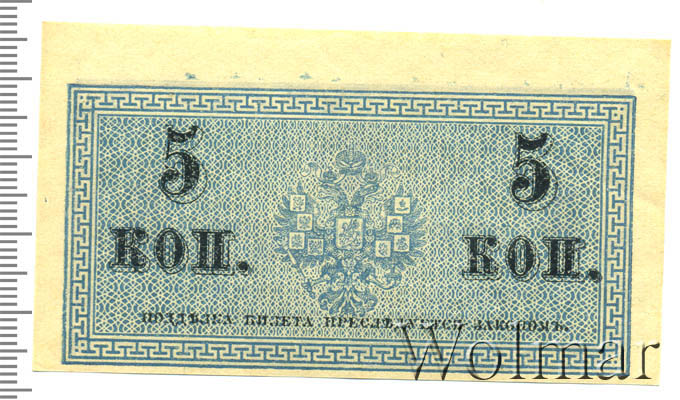 5 5
КОП. КОП.
ПОДДѢЛКА БИЛЕТА ПРЕСЛѢДУЕТСЯ ЗАКОНОМЪ.
Wolmar